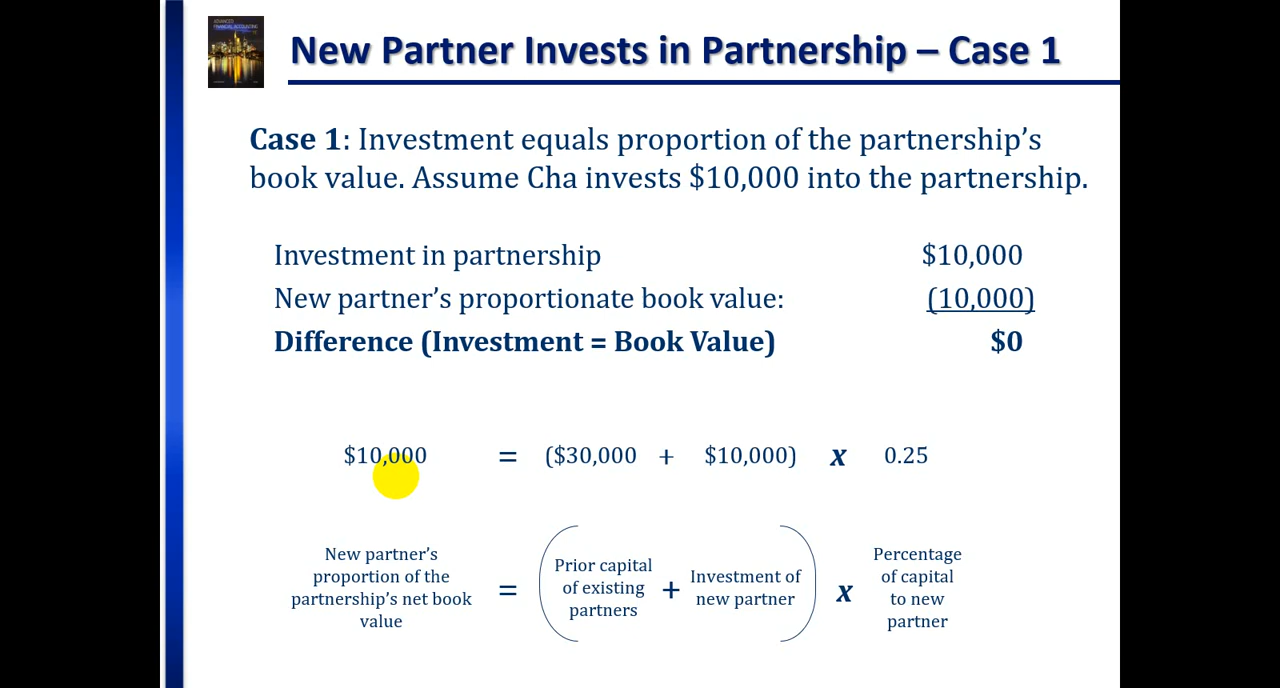 ADVANCED
FINANCIAL ACCOUNTING
New Partner Invests in Partnership – Case 1
Case 1: Investment equals proportion of the partnership's
book value. Assume Cha invests $10,000 into the partnership.
Investment in partnership $10,000
New partner's proportionate book value: (10,000)
Difference (Investment = Book Value) $0
$10,000 = ($30,000 + $10,000) x 0.25
New partner's
proportion of the
partnership's net book
value
=
Prior capital
of existing
partners
+
Investment of
new partner
x
Percentage
of capital
to new
partner